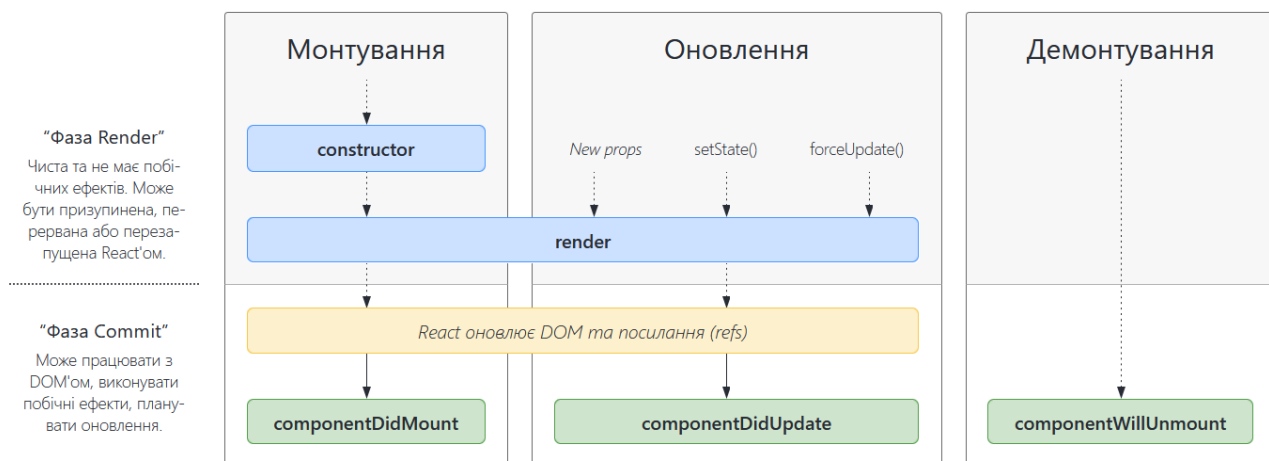 Монтування
Оновлення
Демонтування
“Фаза Render”
Чиста та не має побі-
чних ефектів. Може
бути призупинена, пе-
рервана або переза-
пущена React'ом.
constructor
New props
setState()
forceUpdate()
render
“Фаза Commit”
Може працювати з
DOM'ом, виконувати
побічні ефекти, плану-
вати оновлення.
React оновлює DOM та посилання (refs)
componentDidMount
componentDidUpdate
componentWillUnmount